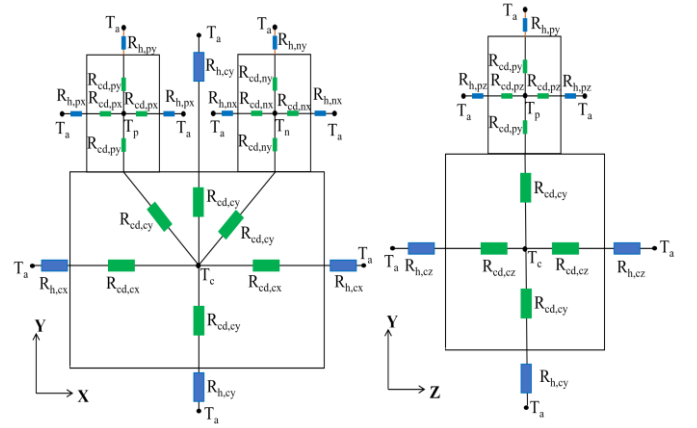 Ta
Rh,py
Rcd,py
Rh,px
Rcd,px
Rcd,px
Rh,px
Ta
Tp
Ta
Rcd,py
Ta
Rh,cy
Ta
Rh,ny
Rcd,ny
Rh,nx
Rcd,nx
Rcd,nx
Rh,nx
Ta
Tn
Ta
Rcd,ny
Rcd,cy
Rcd,cy
Rcd,cy
Ta
Rh,cx
Rcd,cx
Tc
Rcd,cx
Rh,cx
Ta
Rcd,cy
Rh,cy
Ta
Y
X
Ta
Rh,py
Rcd,py
Rh,pz
Rcd,pz
Rcd,pz
Rh,pz
Ta
Tp
Ta
Rcd,py
Rcd,cy
Ta
Rh,cz
Rcd,cz
Tc
Rcd,cz
Rh,cz
Ta
Rcd,cy
Rh,cy
Ta
Y
Z